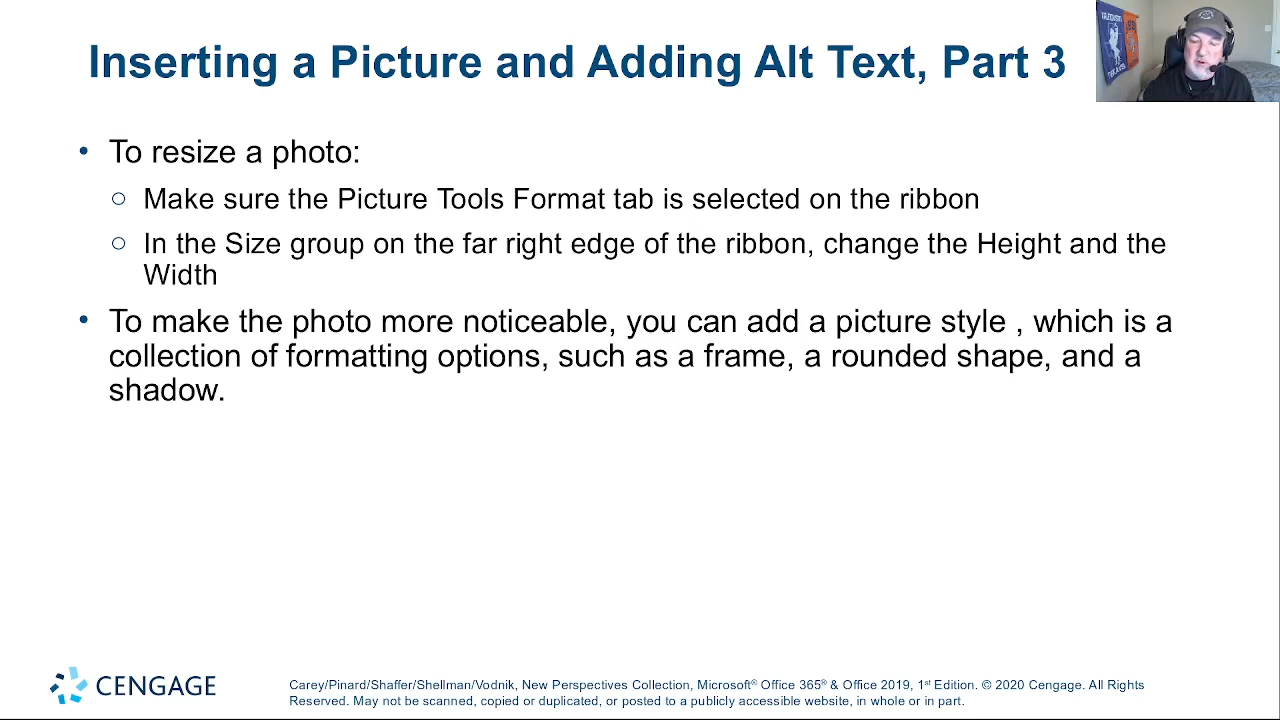 Inserting a Picture and Adding Alt Text, Part 3
• To resize a photo:
○ Make sure the Picture Tools Format tab is selected on the ribbon
○ In the Size group on the far right edge of the ribbon, change the Height and the
Width
• To make the photo more noticeable, you can add a picture style , which is a
collection of formatting options, such as a frame, a rounded shape, and a
shadow.
CENGAGE
Carey/Pinard/Shaffer/Shellman/Vodnik, New Perspectives Collection, Microsoft® Office 365® & Office 2019, 1st Edition. © 2020 Cengage. All Rights
Reserved. May not be scanned, copied or duplicated, or posted to a publicly accessible website, in whole or in part.